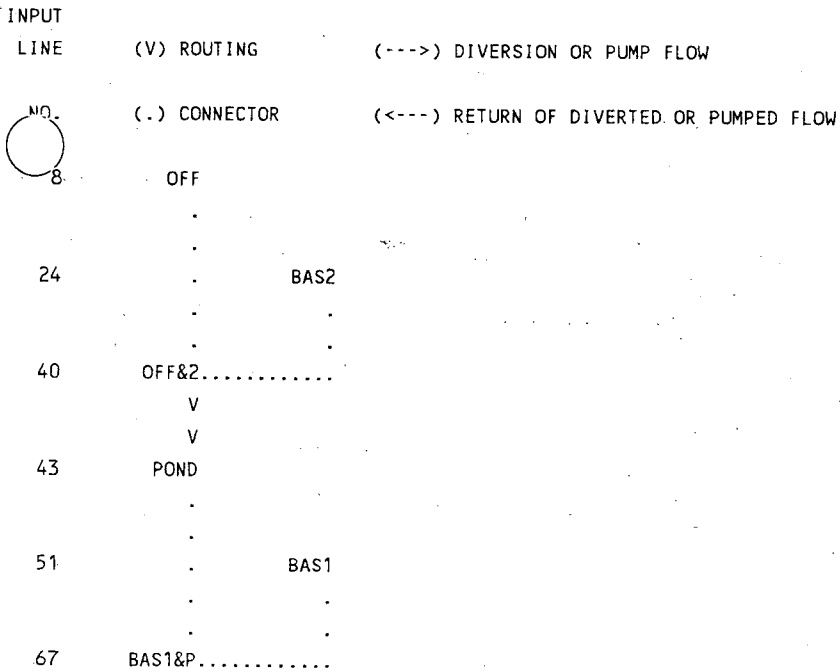 INPUT
LINE (V) ROUTING (--->) DIVERSION OR PUMP FLOW
NO. (.) CONNECTOR (<---) RETURN OF DIVERTED OR PUMPED FLOW
8 OFF
.
.
24 . BAS2
. .
. .
40 OFF&2............
V
V
43 POND
.
.
51 . BAS1
. .
. .
67 BAS1&P............